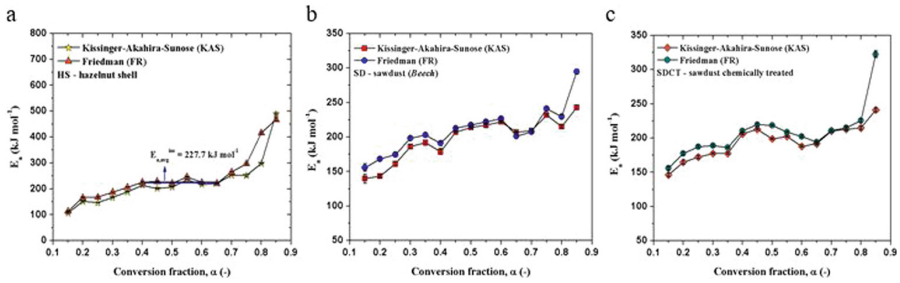 a
800
700
600
500
400
300
200
100
0
Eₐ (kJ mol⁻¹)
Kissinger-Akahira-Sunose (KAS)
Friedman (FR)
HS - hazelnut shell
Eₐ,avg iso = 227.7 kJ mol⁻¹
0.1 0.2 0.3 0.4 0.5 0.6 0.7 0.8 0.9
Conversion fraction, α (-)
b
350
300
250
200
150
100
50
Eₐ (kJ mol⁻¹)
Kissinger-Akahira-Sunose (KAS)
Friedman (FR)
SD - sawdust (Beech)
0.1 0.2 0.3 0.4 0.5 0.6 0.7 0.8 0.9
Conversion fraction, α (-)
c
350
300
250
200
150
100
50
Eₐ (kJ mol⁻¹)
Kissinger-Akahira-Sunose (KAS)
Friedman (FR)
SDCT - sawdust chemically treated
0.1 0.2 0.3 0.4 0.5 0.6 0.7 0.8 0.9
Conversion fraction, α (-)